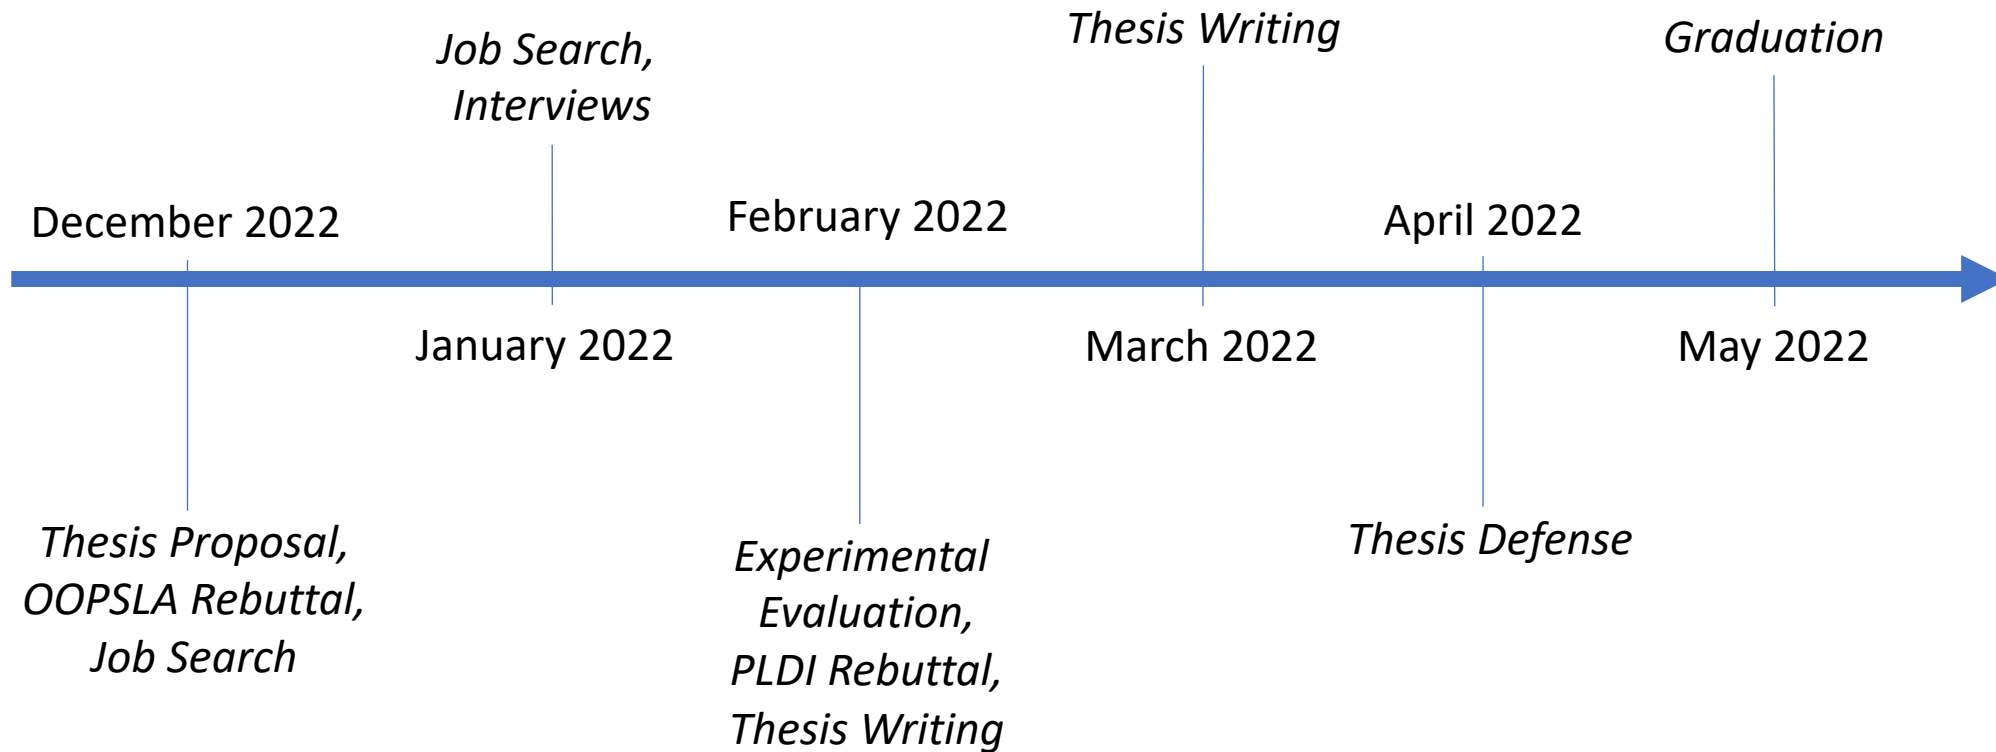 Thesis Writing
Graduation
Job Search,
Interviews
December 2022
February 2022
April 2022
January 2022
March 2022
May 2022
Thesis Proposal,
OOPSLA Rebuttal,
Job Search
Experimental
Evaluation,
PLDI Rebuttal,
Thesis Writing
Thesis Defense